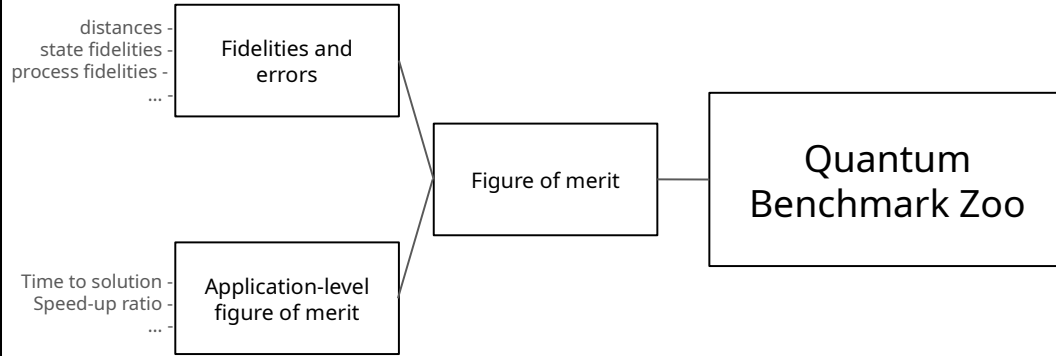 distances -
state fidelities -
process fidelities -
... -
Fidelities and
errors
Figure of merit
Quantum
Benchmark Zoo
Time to solution -
Speed-up ratio -
... -
Application-level
figure of merit